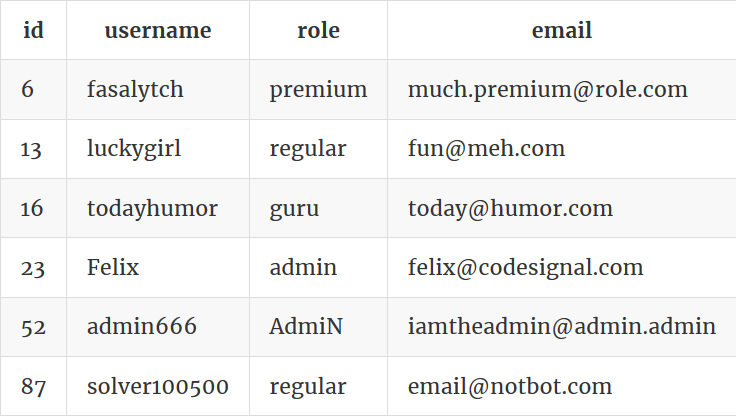 id username role email
6 fasalytch premium much.premium@role.com
13 luckygirl regular fun@meh.com
16 todayhumor guru today@humor.com
23 Felix admin felix@codesignal.com
52 admin666 AdmiN iamtheadmin@admin.admin
87 solver100500 regular email@notbot.com